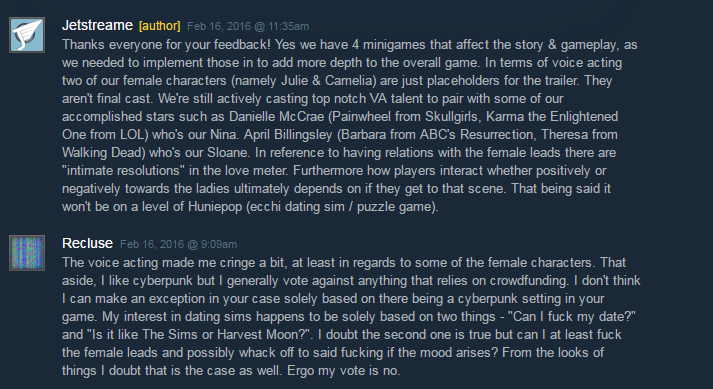 Jetstreame [author] Feb 16, 2016 @ 11:35am
Thanks everyone for your feedback! Yes we have 4 minigames that affect the story & gameplay, as
we needed to implement those in to add more depth to the overall game. In terms of voice acting
two of our female characters (namely Julie & Camelia) are just placeholders for the trailer. They
aren't final cast. We're still actively casting top notch VA talent to pair with some of our
accomplished stars such as Danielle McCrae (Painwheel from Skullgirls, Karma the Enlightened
One from LOL) who's our Nina. April Billingsley (Barbara from ABC's Resurrection, Theresa from
Walking Dead) who's our Sloane. In reference to having relations with the female leads there are
"intimate resolutions" in the love meter. Furthermore how players interact whether positively or
negatively towards the ladies ultimately depends on if they get to that scene. That being said it
won't be on a level of Huniepop (ecchi dating sim / puzzle game).
Recluse Feb 16, 2016 @ 9:09am
The voice acting made me cringe a bit, at least in regards to some of the female characters. That
aside, I like cyberpunk but I generally vote against anything that relies on crowdfunding. I don't think
I can make an exception in your case solely based on there being a cyberpunk setting in your
game. My interest in dating sims happens to be solely based on two things - "Can I fuck my date?"
and "Is it like The Sims or Harvest Moon?". I doubt the second one is true but can I at least fuck
the female leads and possibly whack off to said fucking if the mood arises? From the looks of
things I doubt that is the case as well. Ergo my vote is no.